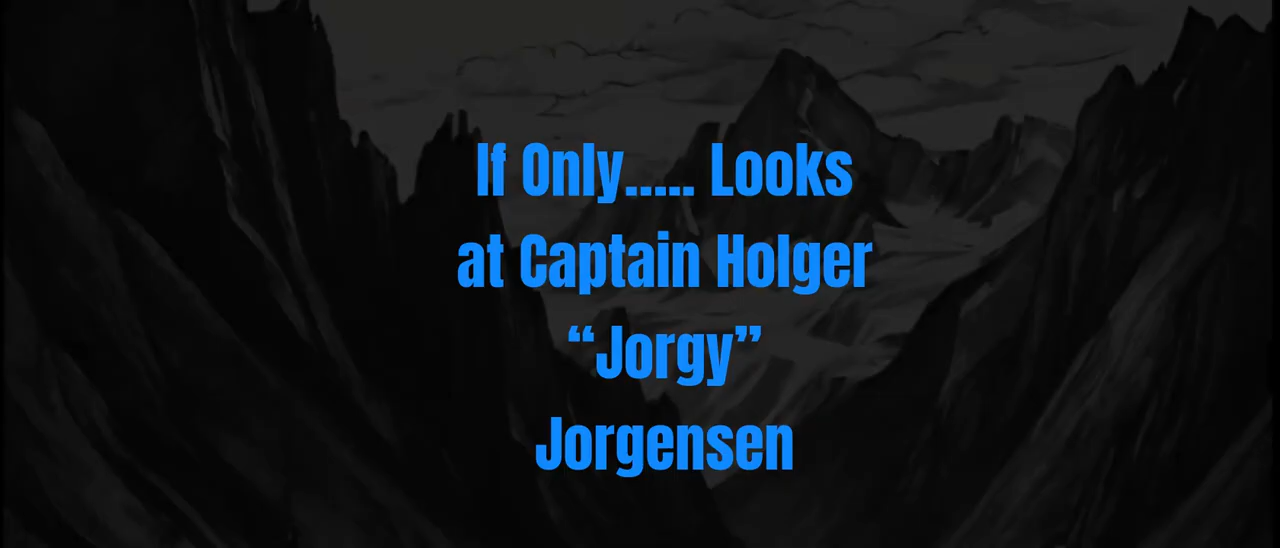 If Only..... Looks
at Captain Holger
“Jorgy”
Jorgensen